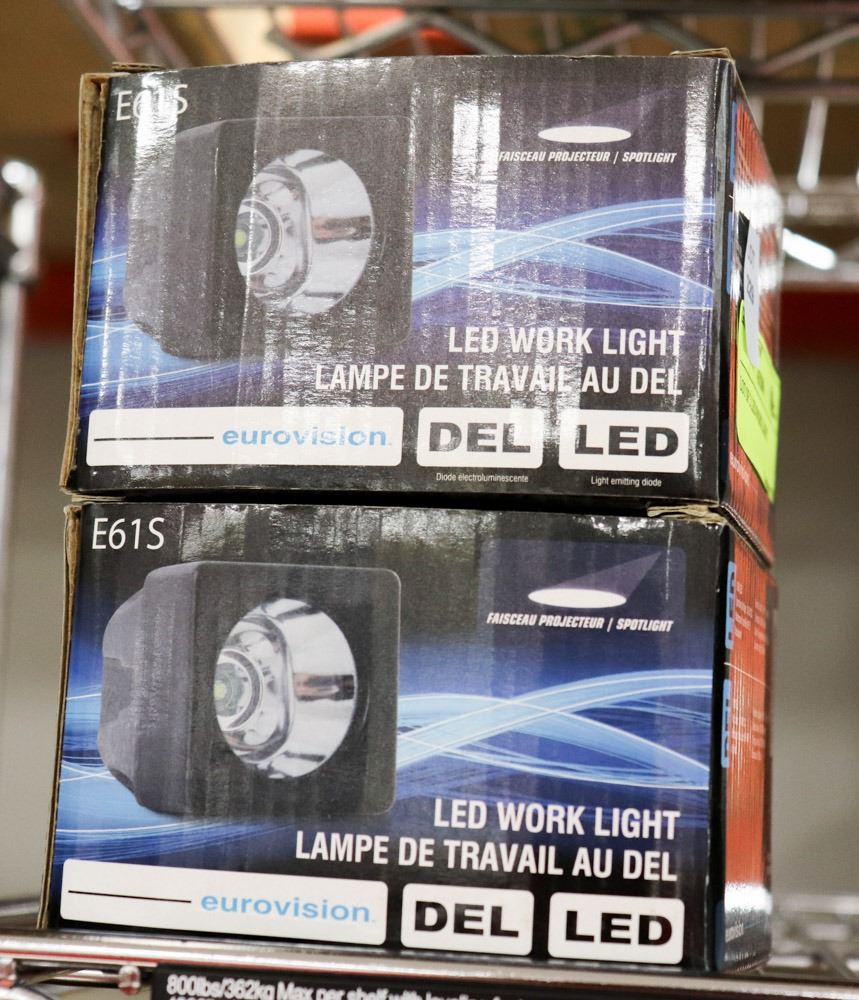 E61S
FAISCEAU PROJECTEUR / SPOTLIGHT
LED WORK LIGHT
LAMPE DE TRAVAIL AU DEL
eurovision
DEL
LED
Diode électroluminescente
Light emitting diode
E61S
FAISCEAU PROJECTEUR / SPOTLIGHT
LED WORK LIGHT
LAMPE DE TRAVAIL AU DEL
eurovision
DEL
LED
eurovision
800lbs/362kg Max per shelf with